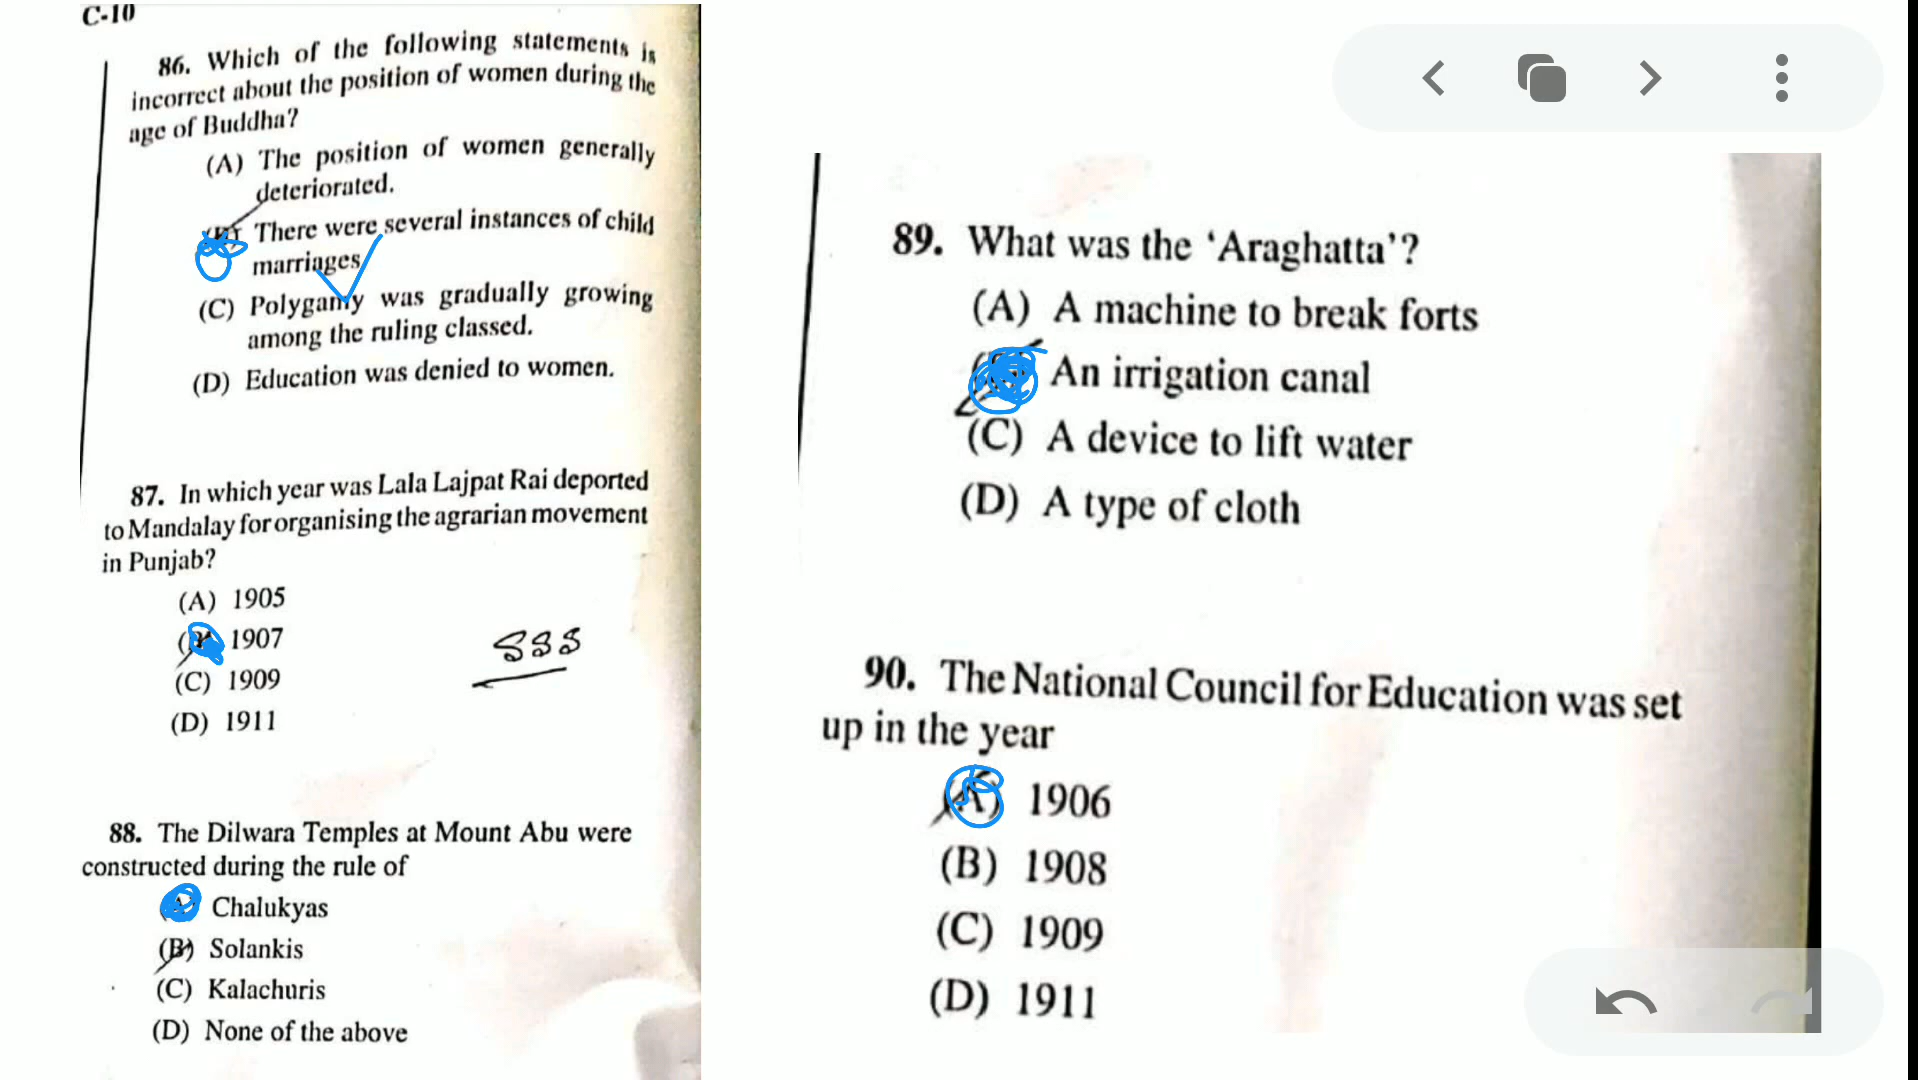 C-10
86. Which of the following statements is
incorrect about the position of women during the
age of Buddha?
(A) The position of women generally
deteriorated.
There were several instances of child
marriages
(C) Polygamy was gradually growing
among the ruling classed.
(D) Education was denied to women.
87. In which year was Lala Lajpat Rai deported
to Mandalay for organising the agrarian movement
in Punjab?
(A) 1905
1907
(C) 1909
(D) 1911
88. The Dilwara Temples at Mount Abu were
constructed during the rule of
Chalukyas
(B) Solankis
(C) Kalachuris
(D) None of the above
89. What was the ‘Araghatta’?
(A) A machine to break forts
An irrigation canal
(C) A device to lift water
(D) A type of cloth
90. The National Council for Education was set
up in the year
(A) 1906
(B) 1908
(C) 1909
(D) 1911